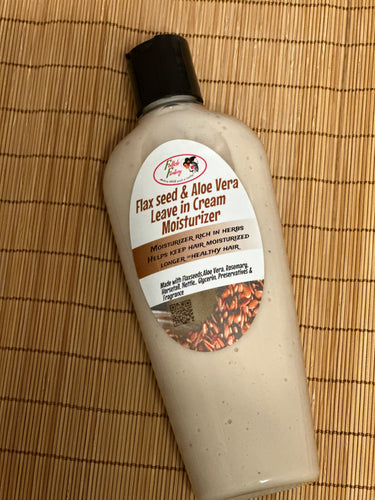 Flax seed & Aloe Vera
Leave in Cream
Moisturizer
Moisturizer rich in herbs
Helps keep hair moisturized
longer =healthy hair
Made with Flaxseeds, Aloe Vera, Rosemary,
Horsetail, Nettle, Glycerin, Preservatives &
Fragrance